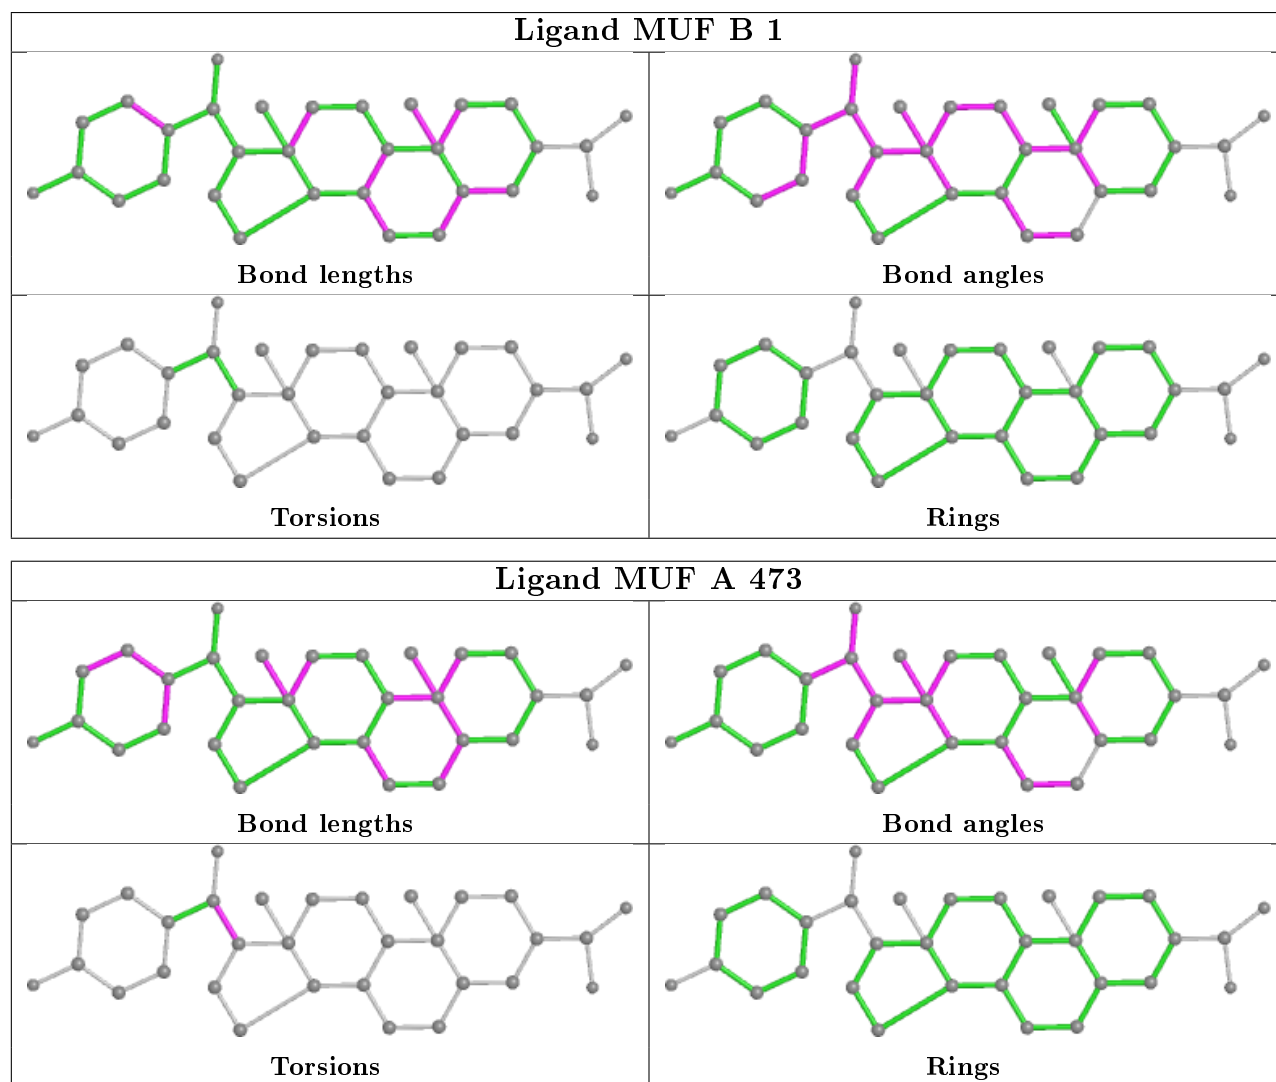 Ligand MUF B 1
Bond lengths
Bond angles
Torsions
Rings
Ligand MUF A 473
Bond lengths
Bond angles
Torsions
Rings